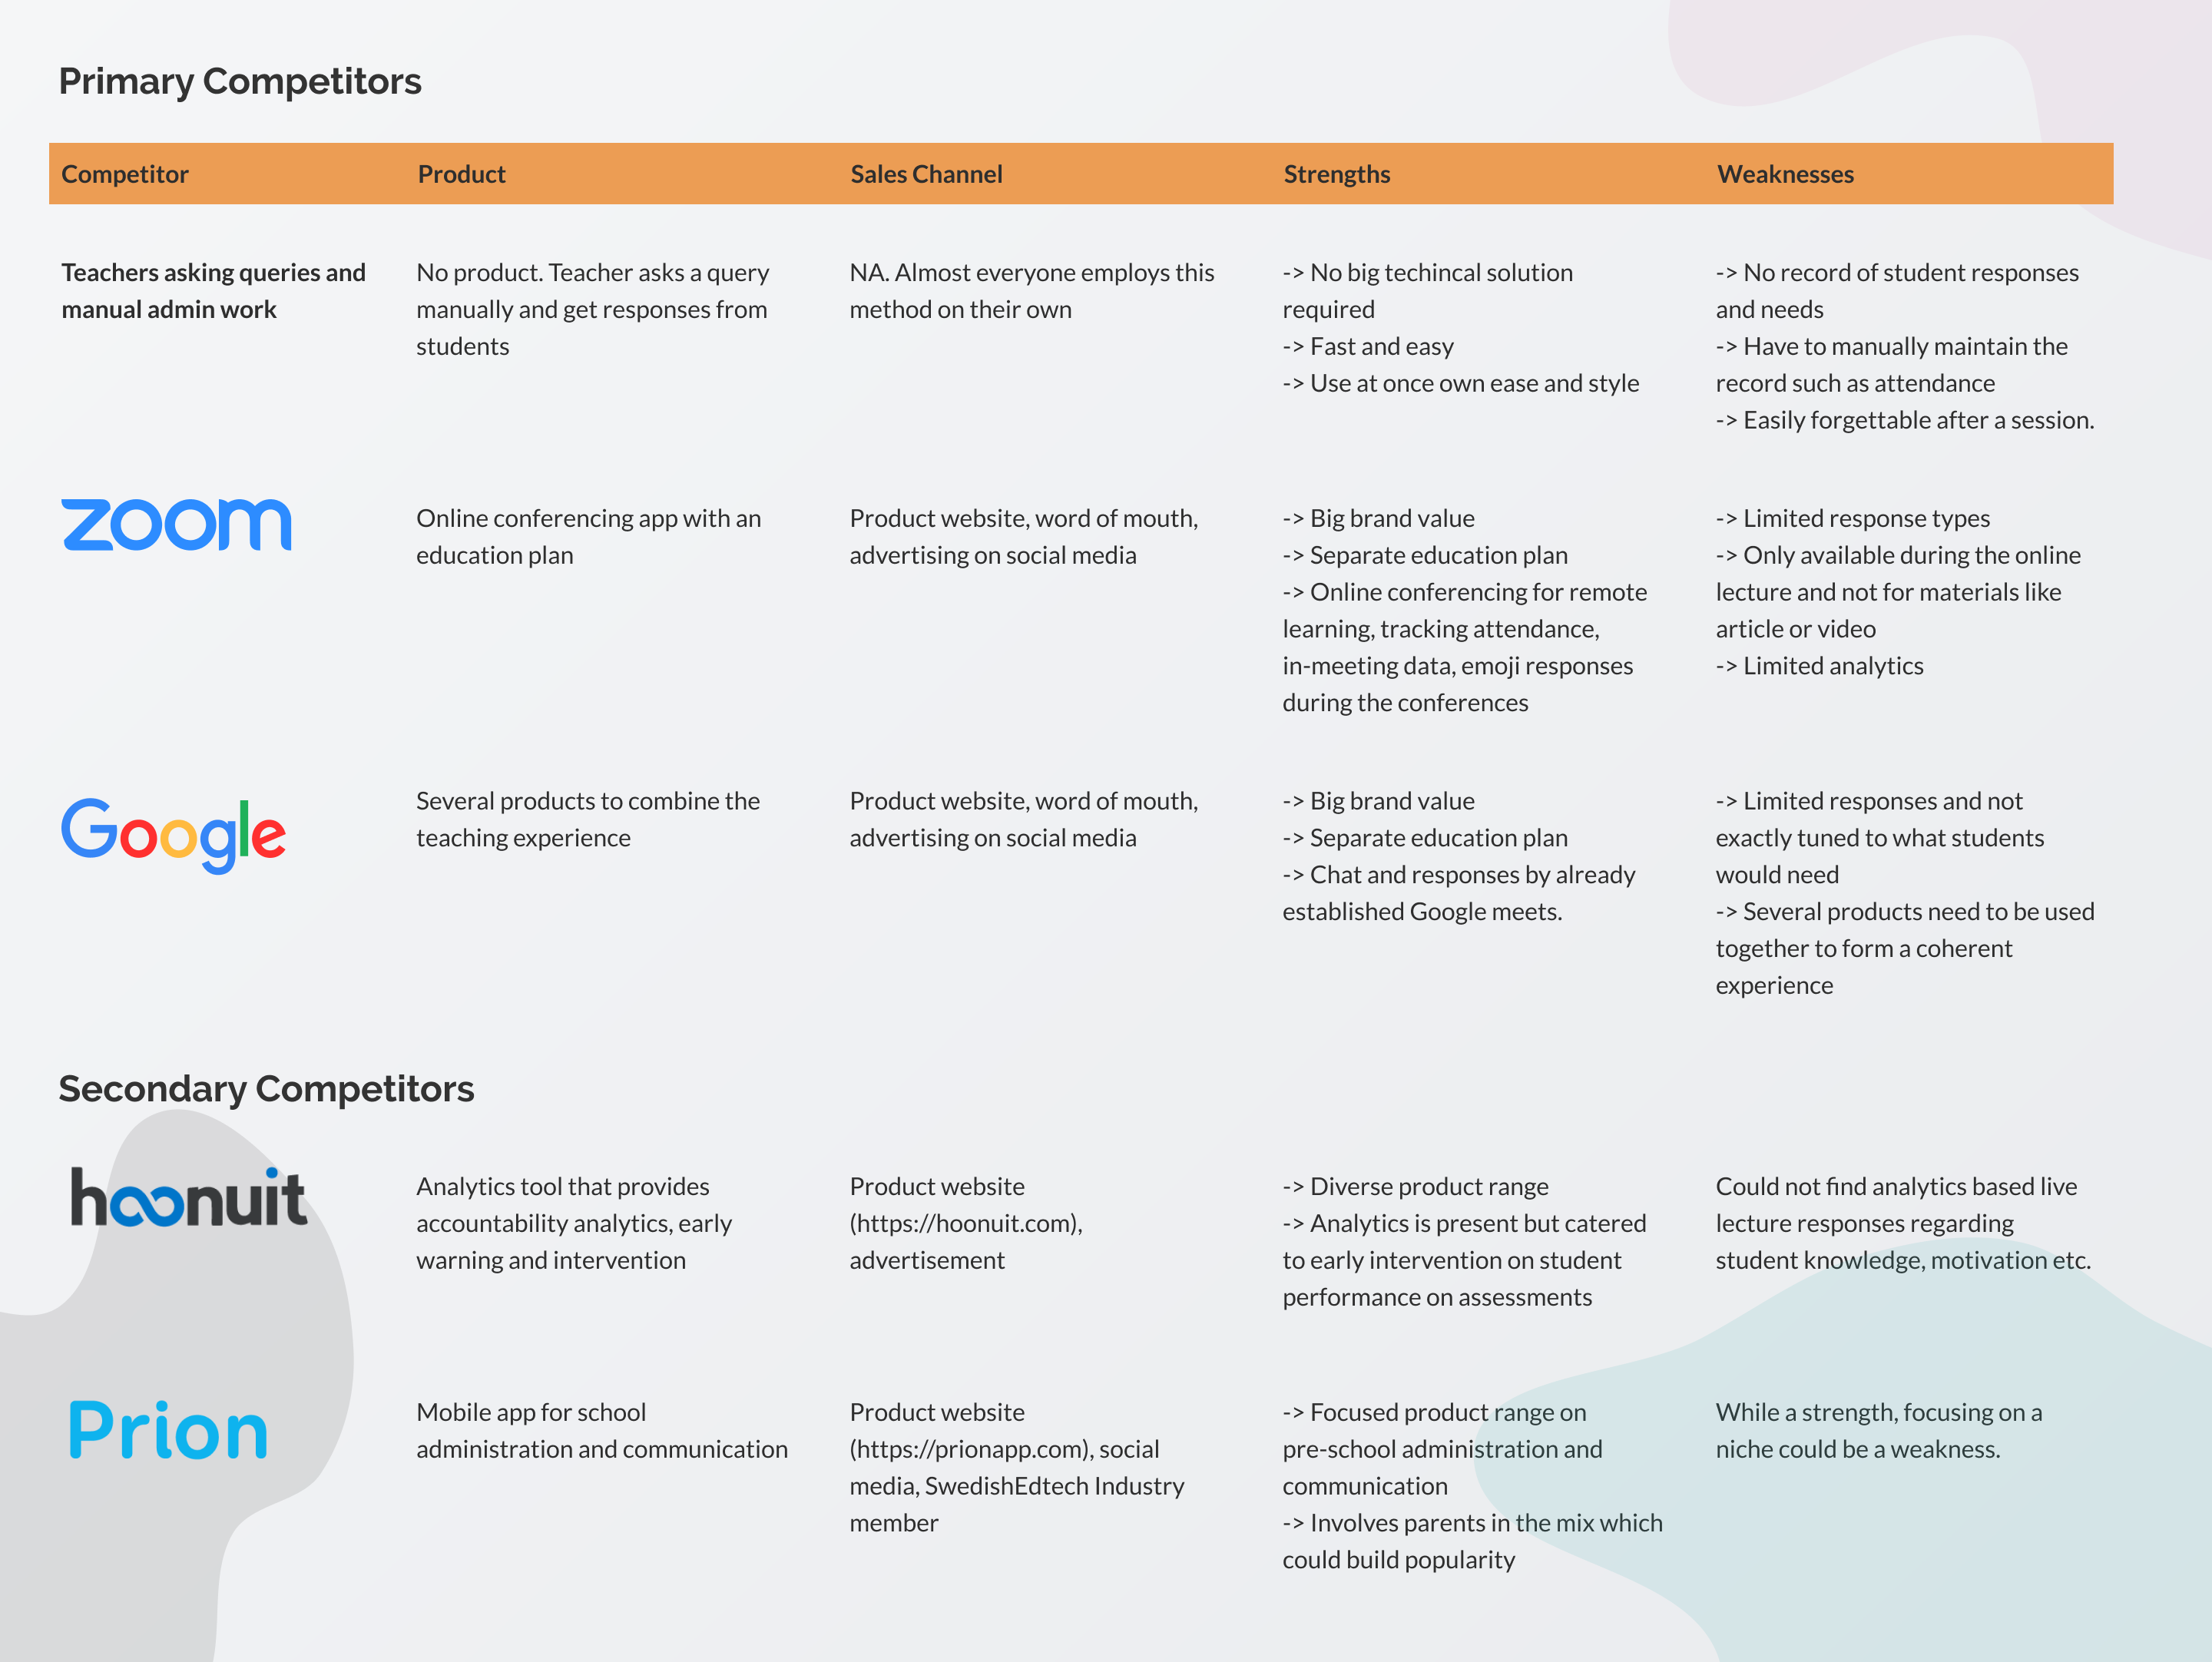 Primary Competitors
Competitor
Product
Sales Channel
Strengths
Weaknesses
Teachers asking queries and
manual admin work
No product. Teacher asks a query
manually and get responses from
students
NA. Almost everyone employs this
method on their own
-> No big techincal solution
required
-> Fast and easy
-> Use at once own ease and style
-> No record of student responses
and needs
-> Have to manually maintain the
record such as attendance
-> Easily forgettable after a session.
zoom
Online conferencing app with an
education plan
Product website, word of mouth,
advertising on social media
-> Big brand value
-> Separate education plan
-> Online conferencing for remote
learning, tracking attendance,
in-meeting data, emoji responses
during the conferences
-> Limited response types
-> Only available during the online
lecture and not for materials like
article or video
-> Limited analytics
Google
Several products to combine the
teaching experience
Product website, word of mouth,
advertising on social media
-> Big brand value
-> Separate education plan
-> Chat and responses by already
established Google meets.
-> Limited responses and not
exactly tuned to what students
would need
-> Several products need to be used
together to form a coherent
experience
Secondary Competitors
hoonuit
Analytics tool that provides
accountability analytics, early
warning and intervention
Product website
(https://hoonuit.com),
advertisement
-> Diverse product range
-> Analytics is present but catered
to early intervention on student
performance on assessments
Could not find analytics based live
lecture responses regarding
student knowledge, motivation etc.
Prion
Mobile app for school
administration and communication
Product website
(https://prionapp.com), social
media, SwedishEdtech Industry
member
-> Focused product range on
pre-school administration and
communication
-> Involves parents in the mix which
could build popularity
While a strength, focusing on a
niche could be a weakness.